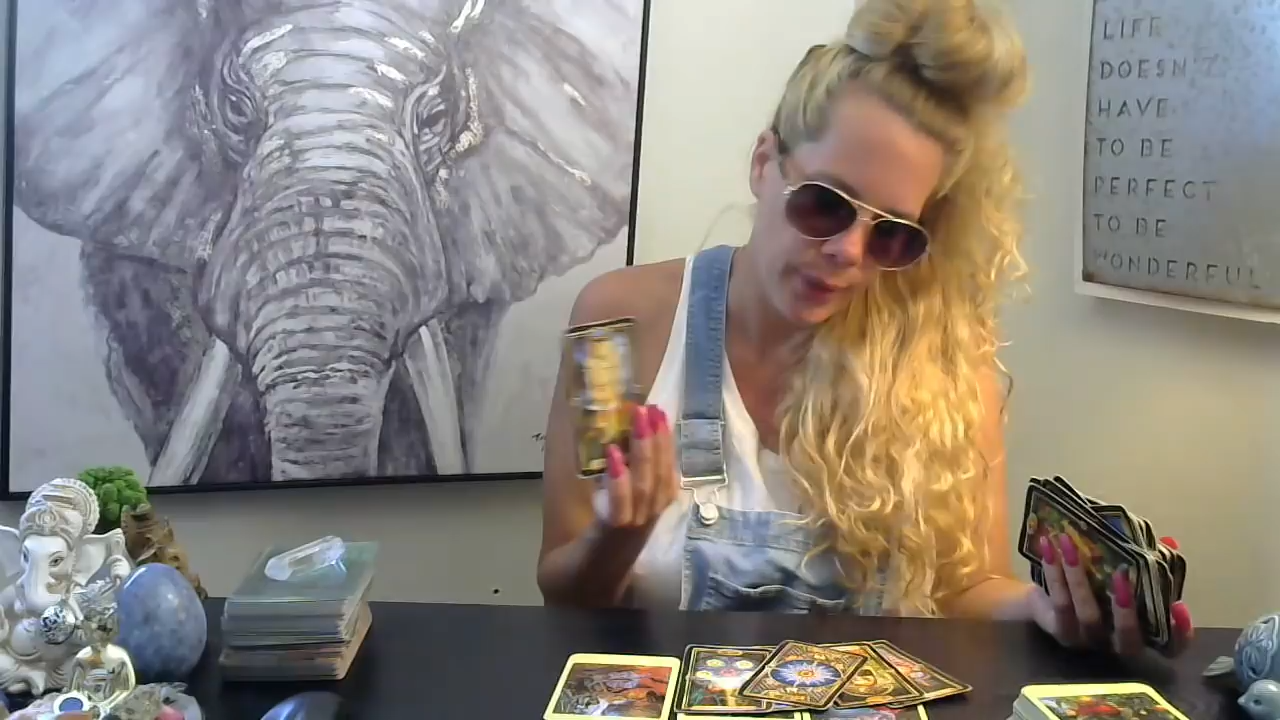 LIFE
DOESN'T
HAVE
TO BE
PERFECT
TO BE
WONDERFUL